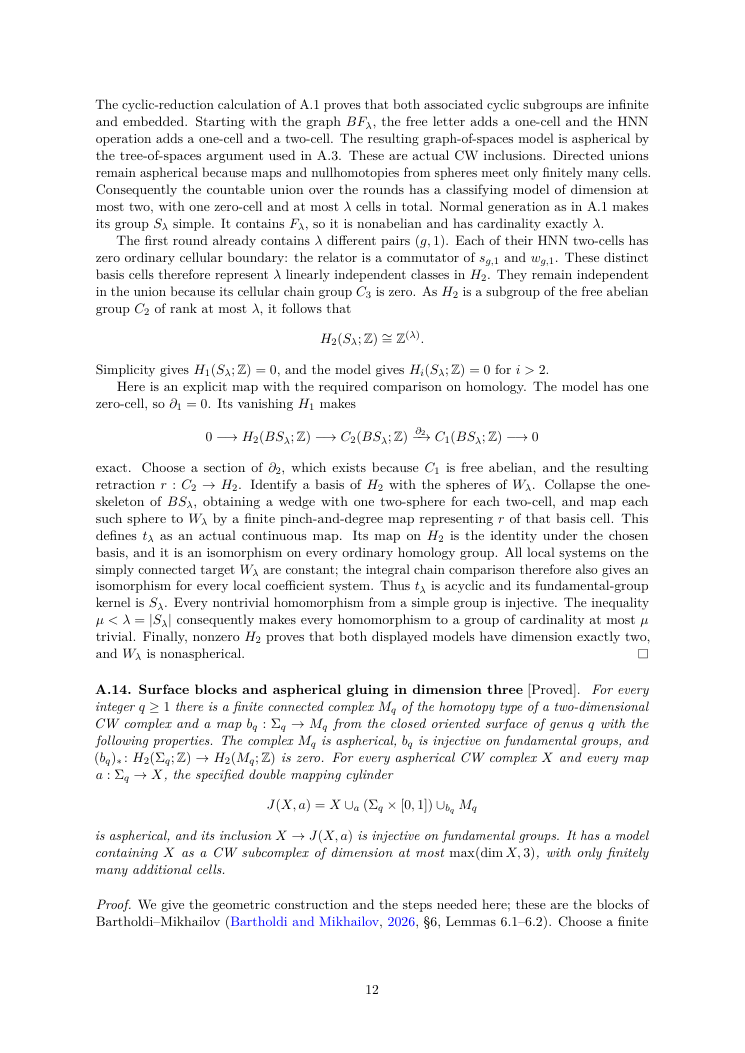 The cyclic-reduction calculation of A.1 proves that both associated cyclic subgroups are infinite
and embedded. Starting with the graph BF_λ, the free letter adds a one-cell and the HNN
operation adds a one-cell and a two-cell. The resulting graph-of-spaces model is aspherical by
the tree-of-spaces argument used in A.3. These are actual CW inclusions. Directed unions
remain aspherical because maps and nullhomotopies from spheres meet only finitely many cells.
Consequently the countable union over the rounds has a classifying model of dimension at
most two, with one zero-cell and at most λ cells in total. Normal generation as in A.1 makes
its group S_λ simple. It contains F_λ, so it is nonabelian and has cardinality exactly λ.
The first round already contains λ different pairs (g, 1). Each of their HNN two-cells has
zero ordinary cellular boundary: the relator is a commutator of s_{g,1} and w_{g,1}. These distinct
basis cells therefore represent λ linearly independent classes in H_2. They remain independent
in the union because its cellular chain group C_3 is zero. As H_2 is a subgroup of the free abelian
group C_2 of rank at most λ, it follows that
H_2(S_λ; ℤ) ≅ ℤ^{(λ)}.
Simplicity gives H_1(S_λ; ℤ) = 0, and the model gives H_i(S_λ; ℤ) = 0 for i > 2.
Here is an explicit map with the required comparison on homology. The model has one
zero-cell, so ∂_1 = 0. Its vanishing H_1 makes
0 ⟶ H_2(BS_λ; ℤ) ⟶ C_2(BS_λ; ℤ) \xrightarrow{∂_2} C_1(BS_λ; ℤ) ⟶ 0
exact. Choose a section of ∂_2, which exists because C_1 is free abelian, and the resulting
retraction r : C_2 → H_2. Identify a basis of H_2 with the spheres of W_λ. Collapse the one-
skeleton of BS_λ, obtaining a wedge with one two-sphere for each two-cell, and map each
such sphere to W_λ by a finite pinch-and-degree map representing r of that basis cell. This
defines t_λ as an actual continuous map. Its map on H_2 is the identity under the chosen
basis, and it is an isomorphism on every ordinary homology group. All local systems on the
simply connected target W_λ are constant; the integral chain comparison therefore also gives an
isomorphism for every local coefficient system. Thus t_λ is acyclic and its fundamental-group
kernel is S_λ. Every nontrivial homomorphism from a simple group is injective. The inequality
μ < λ = |S_λ| consequently makes every homomorphism to a group of cardinality at most μ
trivial. Finally, nonzero H_2 proves that both displayed models have dimension exactly two,
and W_λ is nonaspherical. □
A.14. Surface blocks and aspherical gluing in dimension three [Proved]. For every
integer q ≥ 1 there is a finite connected complex M_q of the homotopy type of a two-dimensional
CW complex and a map b_q : Σ_q → M_q from the closed oriented surface of genus q with the
following properties. The complex M_q is aspherical, b_q is injective on fundamental groups, and
(b_q)_* : H_2(Σ_q; ℤ) → H_2(M_q; ℤ) is zero. For every aspherical CW complex X and every map
a : Σ_q → X, the specified double mapping cylinder
J(X, a) = X ∪_a (Σ_q × [0, 1]) ∪_{b_q} M_q
is aspherical, and its inclusion X → J(X, a) is injective on fundamental groups. It has a model
containing X as a CW subcomplex of dimension at most max(dim X, 3), with only finitely
many additional cells.
Proof. We give the geometric construction and the steps needed here; these are the blocks of
Bartholdi–Mikhailov (Bartholdi and Mikhailov, 2026, §6, Lemmas 6.1–6.2). Choose a finite
12